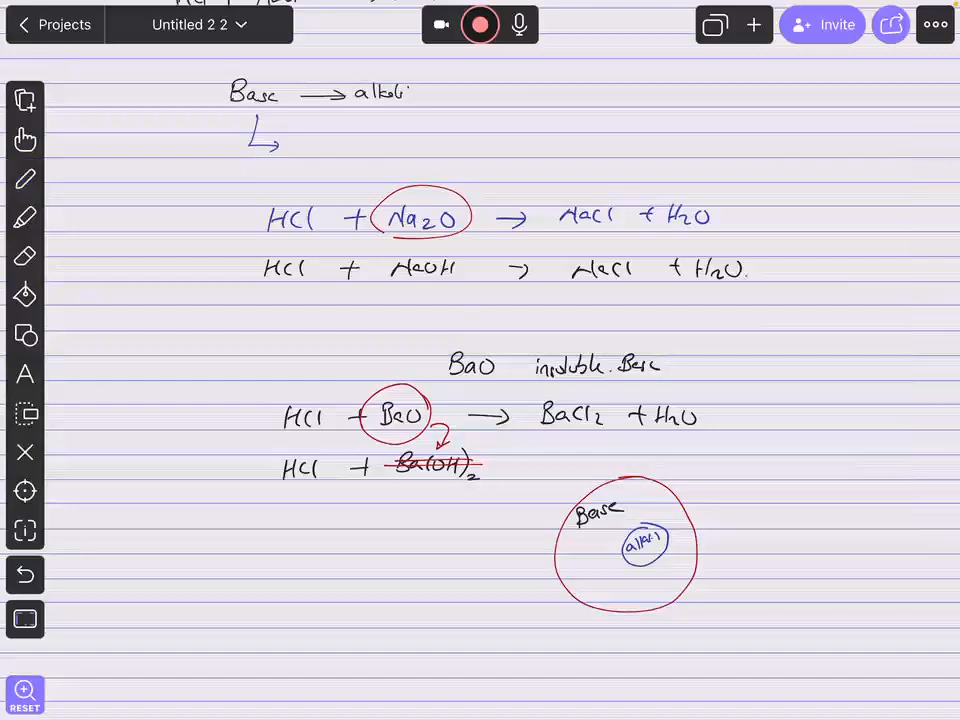 Projects Untitled 2 2 Invite
Base → alkali
HCl + Na2O → NaCl + H2O
HCl + NaOH → NaCl + H2O.
BaO insoluble. Base
HCl + BaO → BaCl2 + H2O
HCl + Ba(OH)2
Base
alkali
RESET